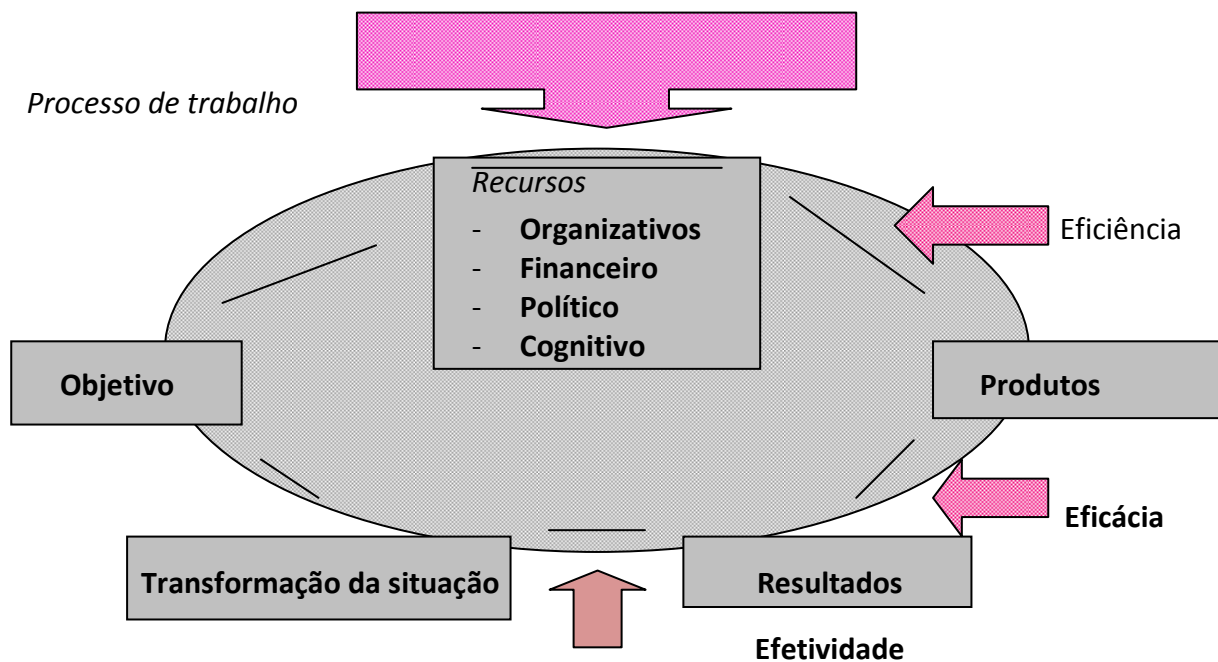 Processo de trabalho
Recursos
- Organizativos
- Financeiro
- Político
- Cognitivo
Eficiência
Objetivo
Produtos
Eficácia
Transformação da situação
Resultados
Efetividade